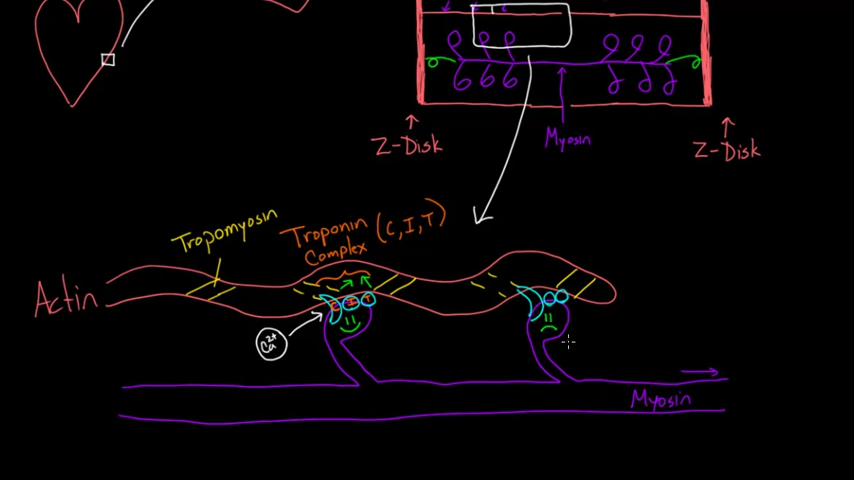 Z-Disk
Myosin
Z-Disk
Tropomyosin
Troponin (C, I, T)
Complex
Actin
C I T
Ca2+
Myosin